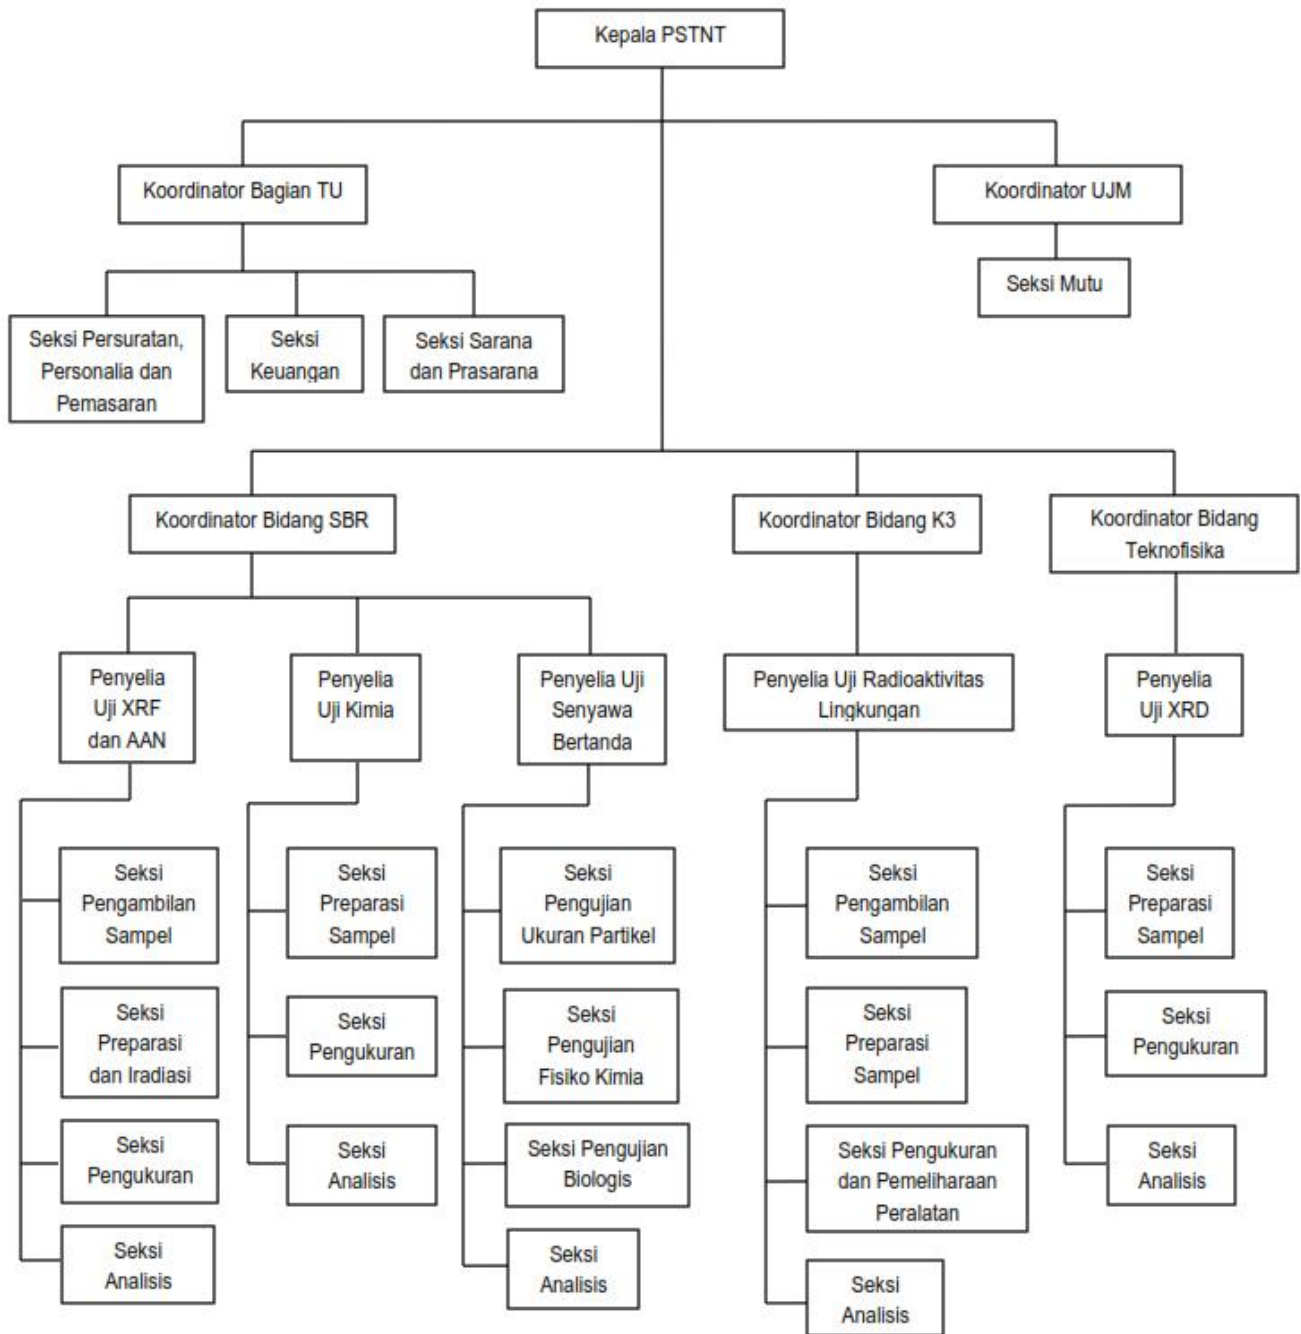 Kepala PSTNT
Koordinator Bagian TU
Koordinator UJM
Seksi Mutu
Seksi Persuratan,
Personalia dan
Pemasaran
Seksi
Keuangan
Seksi Sarana
dan Prasarana
Koordinator Bidang SBR
Koordinator Bidang K3
Koordinator Bidang
Teknofisika
Penyelia
Uji XRF
dan AAN
Penyelia
Uji Kimia
Penyelia Uji
Senyawa
Bertanda
Penyelia Uji Radioaktivitas
Lingkungan
Penyelia
Uji XRD
Seksi
Pengambilan
Sampel
Seksi
Preparasi
dan Iradiasi
Seksi
Pengukuran
Seksi
Analisis
Seksi
Preparasi
Sampel
Seksi
Pengukuran
Seksi
Analisis
Seksi
Pengujian
Ukuran Partikel
Seksi
Pengujian
Fisiko Kimia
Seksi Pengujian
Biologis
Seksi
Analisis
Seksi
Pengambilan
Sampel
Seksi
Preparasi
Sampel
Seksi Pengukuran
dan Pemeliharaan
Peralatan
Seksi
Analisis
Seksi
Preparasi
Sampel
Seksi
Pengukuran
Seksi
Analisis